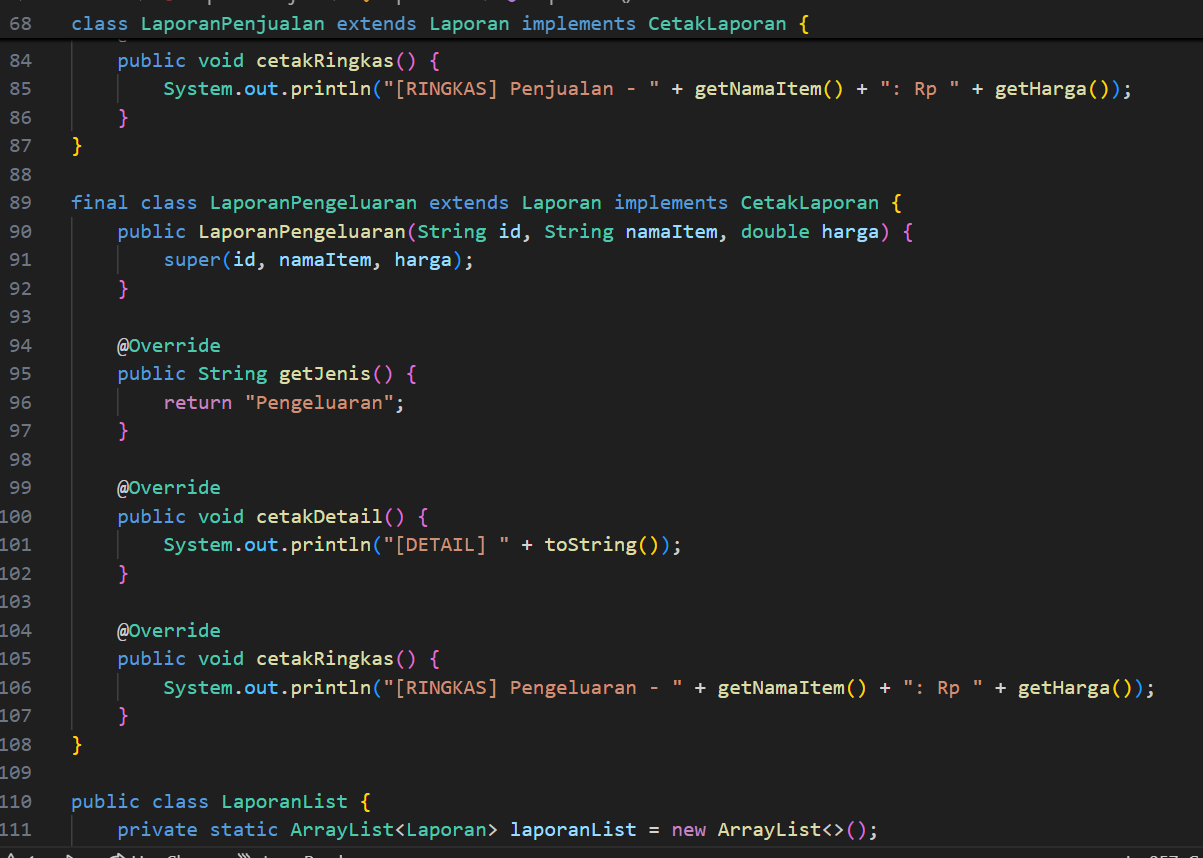 68 class LaporanPenjualan extends Laporan implements CetakLaporan {
84 public void cetakRingkas() {
85 System.out.println("[RINGKAS] Penjualan - " + getNamaItem() + ": Rp " + getHarga());
86 }
87 }
88
89 final class LaporanPengeluaran extends Laporan implements CetakLaporan {
90 public LaporanPengeluaran(String id, String namaItem, double harga) {
91 super(id, namaItem, harga);
92 }
93
94 @Override
95 public String getJenis() {
96 return "Pengeluaran";
97 }
98
99 @Override
100 public void cetakDetail() {
101 System.out.println("[DETAIL] " + toString());
102 }
103
104 @Override
105 public void cetakRingkas() {
106 System.out.println("[RINGKAS] Pengeluaran - " + getNamaItem() + ": Rp " + getHarga());
107 }
108 }
109
110 public class LaporanList {
111 private static ArrayList<Laporan> laporanList = new ArrayList<>();